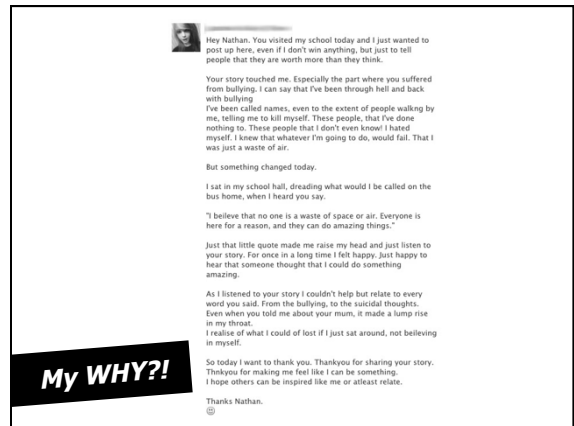 Hey Nathan. You visited my school today and I just wanted to
post up here, even if I don't win anything, but just to tell
people that they are worth more than they think.
Your story touched me. Especially the part where you suffered
from bullying. I can say that I've been through hell and back
with bullying
I've been called names, even to the extent of people walkng by
me, telling me to kill myself. These people, that I've done
nothing to. These people that I don't even know! I hated
myself. I knew that whatever I'm going to do, would fail. That I
was just a waste of air.
But something changed today.
I sat in my school hall, dreading what would I be called on the
bus home, when I heard you say.
"I beileve that no one is a waste of space or air. Everyone is
here for a reason, and they can do amazing things."
Just that little quote made me raise my head and just listen to
your story. For once in a long time I felt happy. Just happy to
hear that someone thought that I could do something
amazing.
As I listened to your story I couldn't help but relate to every
word you said. From the bullying, to the suicidal thoughts.
Even when you told me about your mum, it made a lump rise
in my throat.
I realise of what I could of lost if I just sat around, not beileving
in myself.
So today I want to thank you. Thankyou for sharing your story.
Thnkyou for making me feel like I can be something.
I hope others can be inspired like me or atleast relate.
Thanks Nathan.
My WHY?!